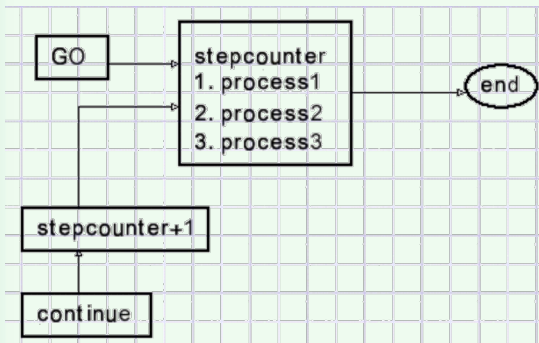 GO
stepcounter
1. process1
2. process2
3. process3
end
stepcounter+1
continue